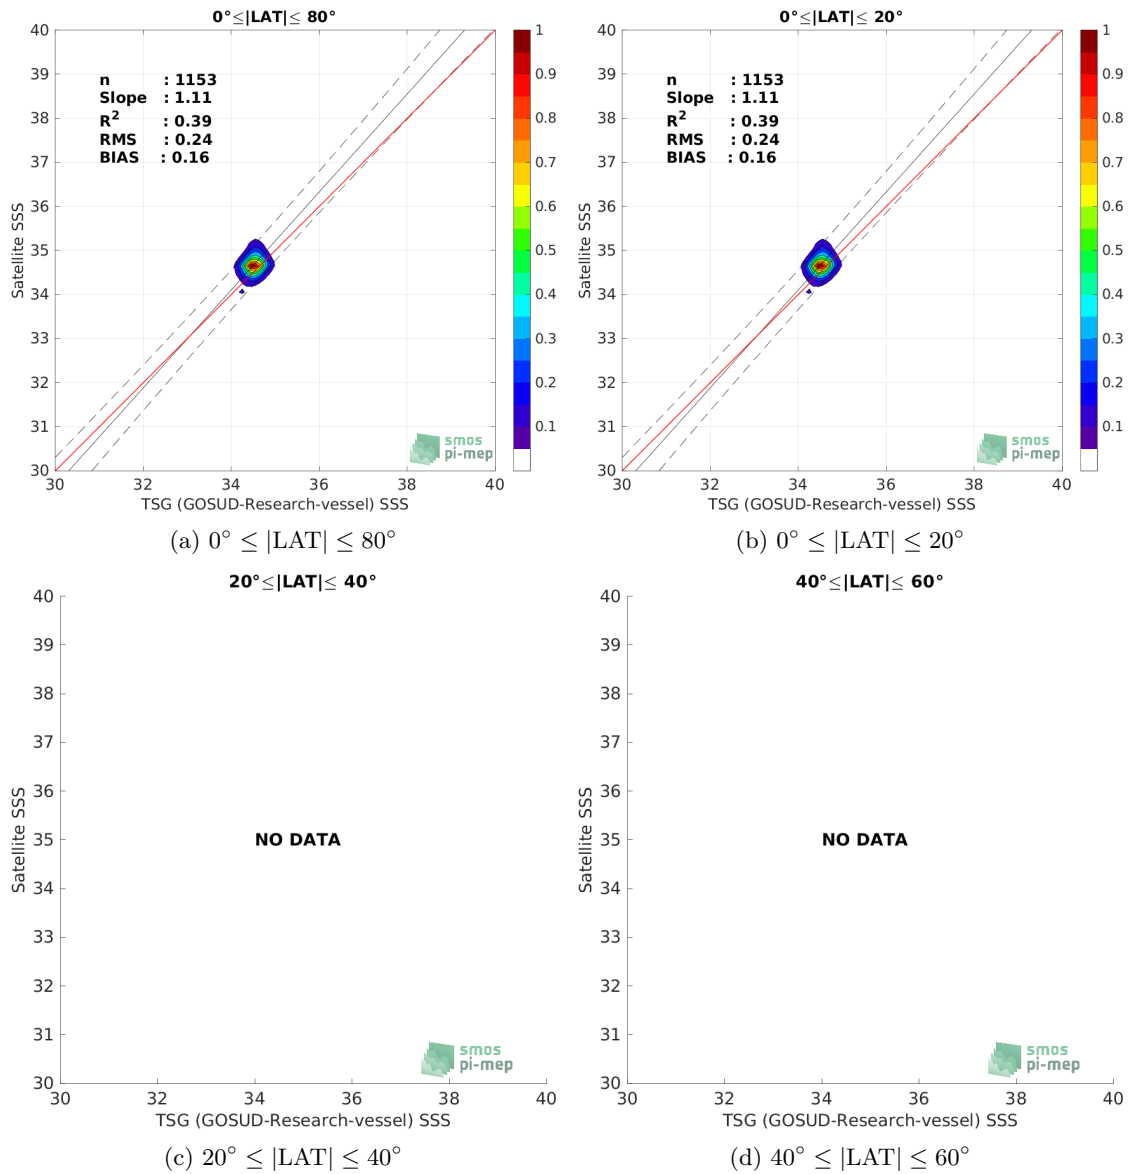 0°≤|LAT|≤ 80°
40
39
38
37
36
35
34
33
32
31
30
Satellite SSS
n : 1153
Slope : 1.11
R² : 0.39
RMS : 0.24
BIAS : 0.16
1
0.9
0.8
0.7
0.6
0.5
0.4
0.3
0.2
0.1
smos
pi-mep
30 32 34 36 38 40
TSG (GOSUD-Research-vessel) SSS
(a) 0° ≤ |LAT| ≤ 80°
0°≤|LAT|≤ 20°
40
39
38
37
36
35
34
33
32
31
30
Satellite SSS
n : 1153
Slope : 1.11
R² : 0.39
RMS : 0.24
BIAS : 0.16
1
0.9
0.8
0.7
0.6
0.5
0.4
0.3
0.2
0.1
smos
pi-mep
30 32 34 36 38 40
TSG (GOSUD-Research-vessel) SSS
(b) 0° ≤ |LAT| ≤ 20°
20°≤|LAT|≤ 40°
40
39
38
37
36
35
34
33
32
31
30
Satellite SSS
NO DATA
smos
pi-mep
30 32 34 36 38 40
TSG (GOSUD-Research-vessel) SSS
(c) 20° ≤ |LAT| ≤ 40°
40°≤|LAT|≤ 60°
40
39
38
37
36
35
34
33
32
31
30
Satellite SSS
NO DATA
smos
pi-mep
30 32 34 36 38 40
TSG (GOSUD-Research-vessel) SSS
(d) 40° ≤ |LAT| ≤ 60°